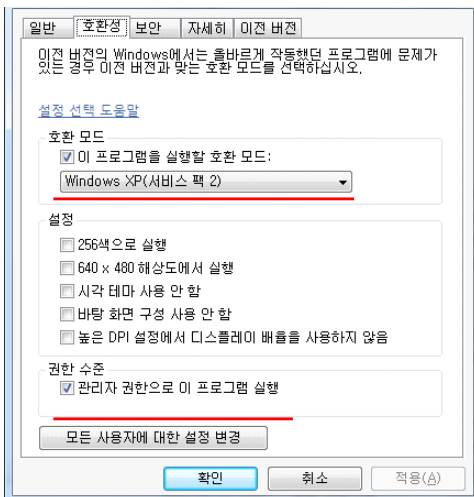 일반 호환성 보안 자세히 이전 버전
이전 버전의 Windows에서는 올바르게 작동했던 프로그램에 문제가
있는 경우 이전 버전과 맞는 호환 모드를 선택하십시오.
설정 선택 도움말
호환 모드
이 프로그램을 실행할 호환 모드:
Windows XP(서비스 팩 2)
설정
256색으로 실행
640 x 480 해상도에서 실행
시각 테마 사용 안 함
바탕 화면 구성 사용 안 함
높은 DPI 설정에서 디스플레이 배율을 사용하지 않음
권한 수준
관리자 권한으로 이 프로그램 실행
모든 사용자에 대한 설정 변경
확인 취소 적용(A)